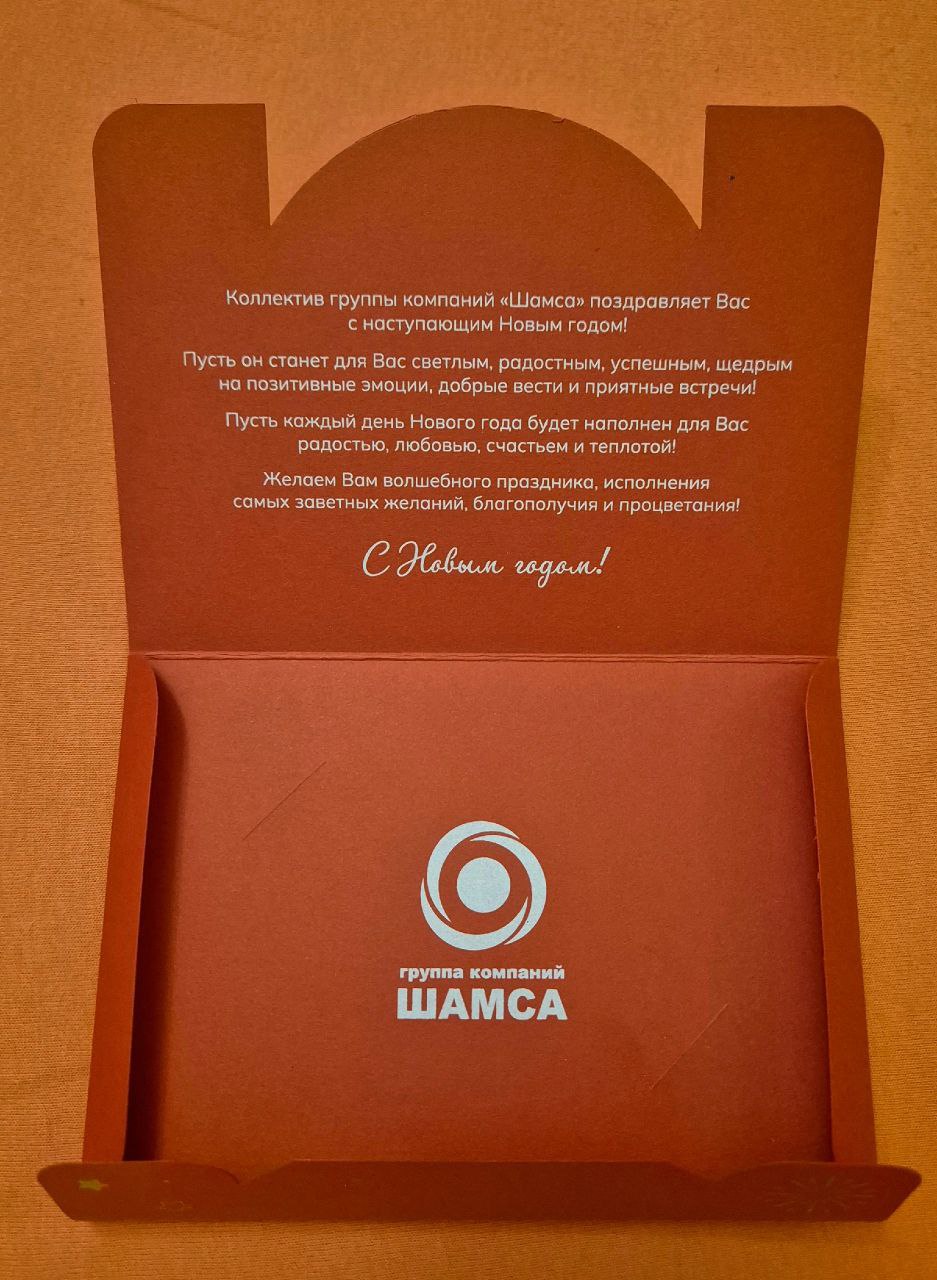 Коллектив группы компаний «Шамса» поздравляет Вас
с наступающим Новым годом!
Пусть он станет для Вас светлым, радостным, успешным, щедрым
на позитивные эмоции, добрые вести и приятные встречи!
Пусть каждый день Нового года будет наполнен для Вас
радостью, любовью, счастьем и теплотой!
Желаем Вам волшебного праздника, исполнения
самых заветных желаний, благополучия и процветания!
С Новым годом!
группа компаний
ШАМСА